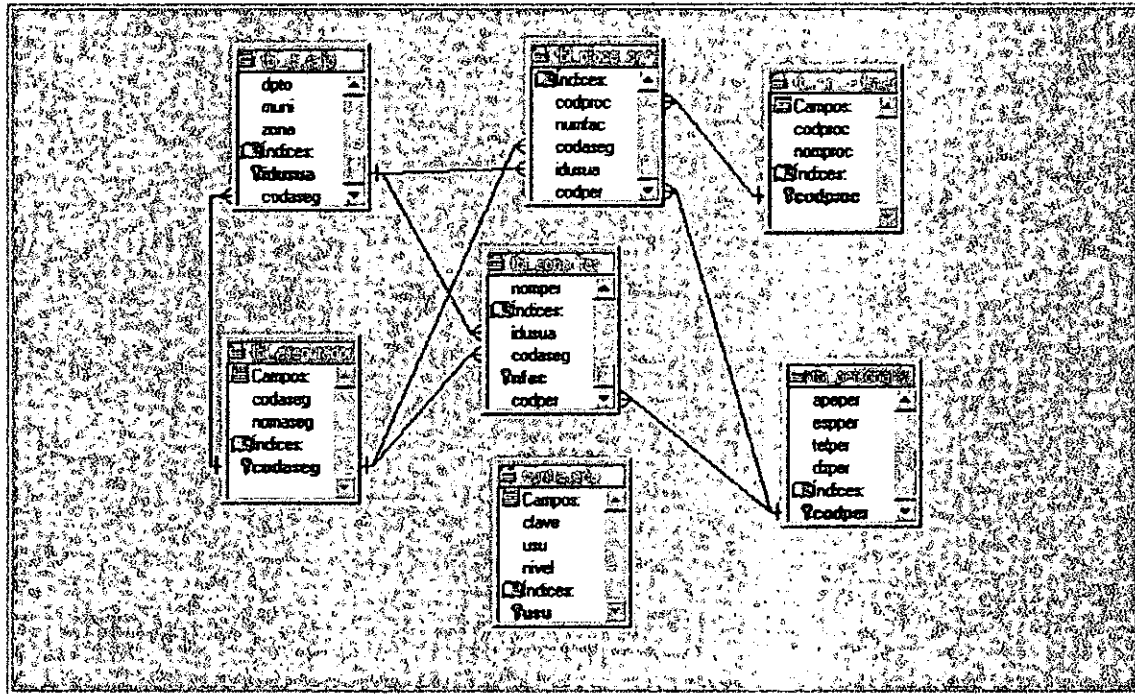 dpto
muni
zona
Índices:
idusua
codaseg
Índices:
codproc
numfac
codaseg
idusua
codper
Campos:
codproc
nomproc
Índices:
codproc
nomper
Índices:
idusua
codaseg
nfac
codper
Campos:
codaseg
nomaseg
Índices:
codaseg
apeper
espper
telper
diper
Índices:
codper
Campos:
clave
usu
nivel
Índices:
usu